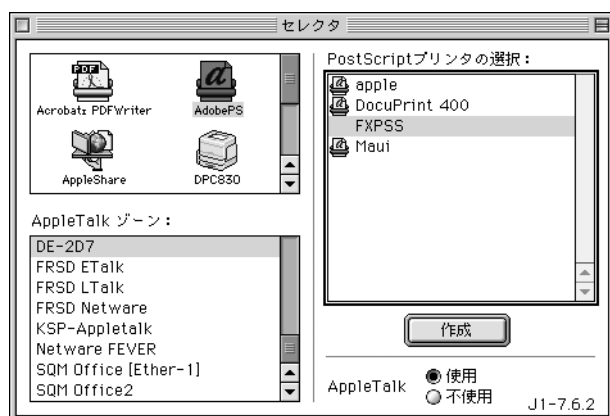 セレクタ
Acrobatx PDFWriter
AdobePS
AppleShare
DPC830
AppleTalk ゾーン：
DE-2D7
FRSD ETalk
FRSD LTalk
FRSD Netware
KSP-Appletalk
Netware FEVER
SQM Office [Ether-1]
SQM Office2
PostScriptプリンタの選択：
apple
DocuPrint 400
FXPSS
Maui
作成
AppleTalk
使用
不使用
J1-7.6.2